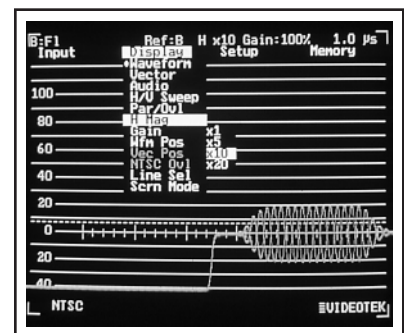 B:F1 Ref:B H x10 Gain:100% 1.0 µs
Input Display Setup Memory
•Waveform
Vector
Audio
100 H/V Sweep
Par/Ovl
80 H Mag
Gain x1
60 Wfm Pos x5
Vec Pos x10
NTSC Ovl x20
40 Line Sel
Scrn Mode
20
0
20
40
NTSC ≣VIDEOTEK